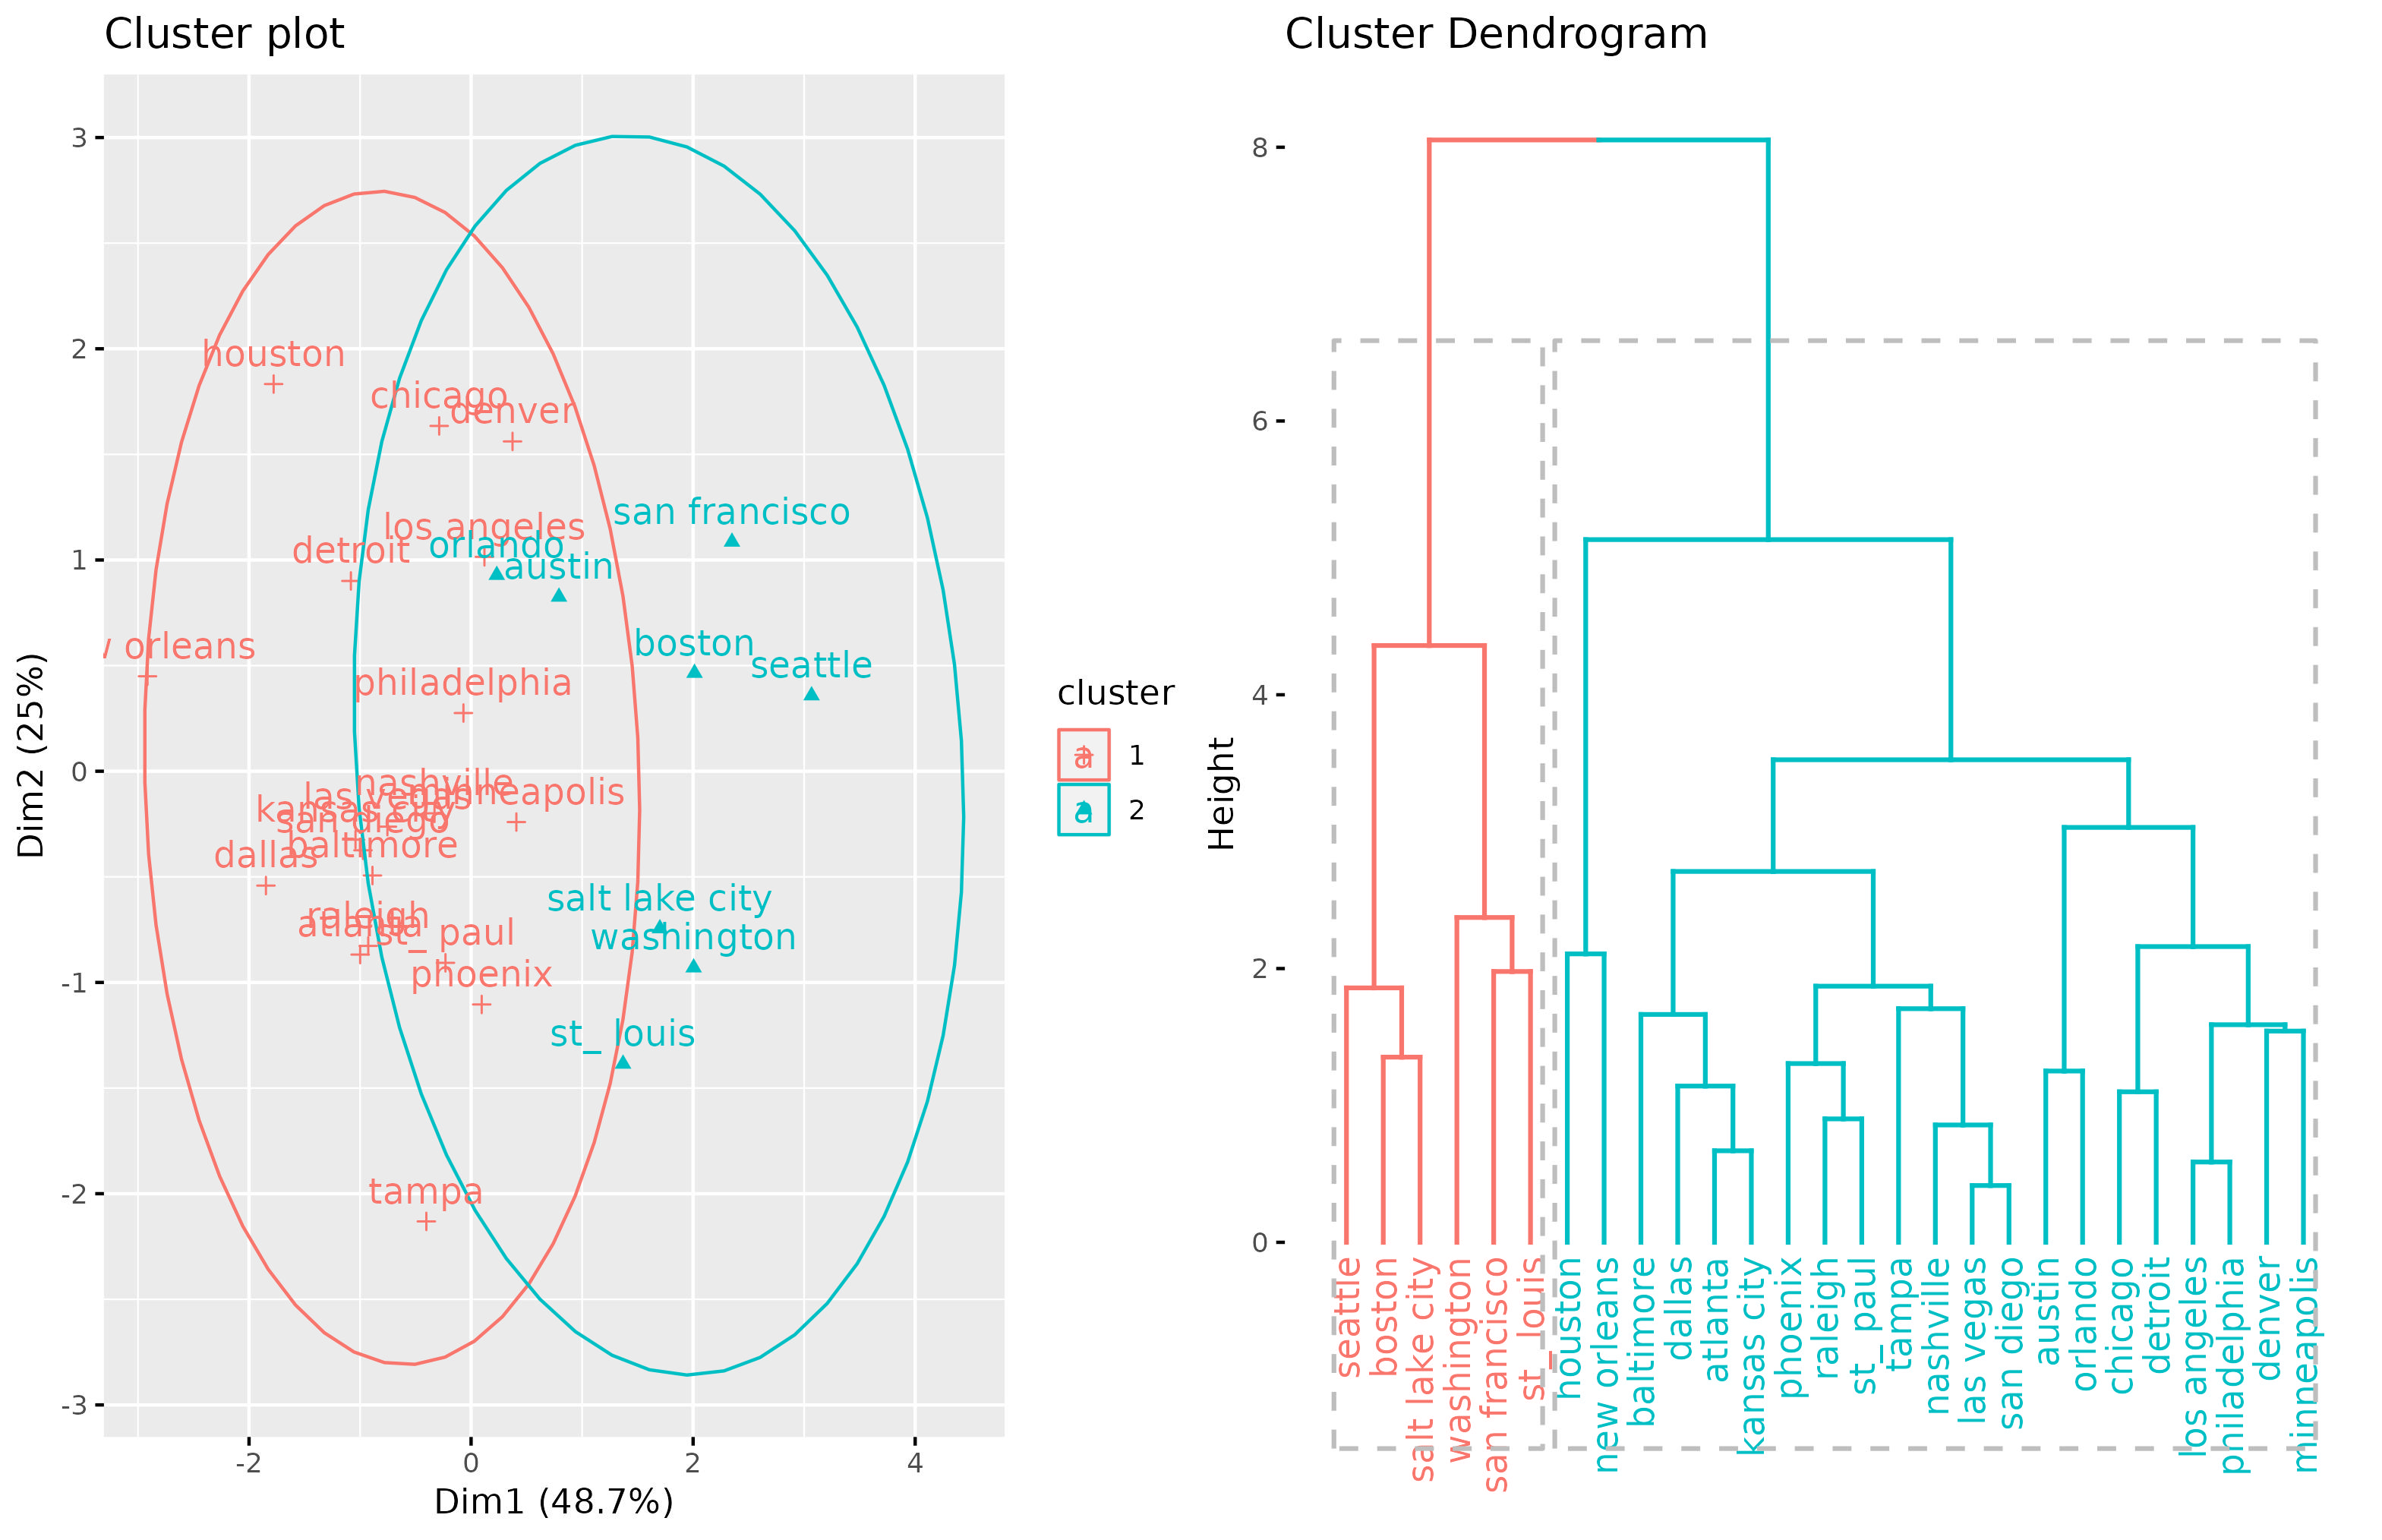 Cluster plot
3
2
1
0
-1
-2
-3
Dim2 (25%)
houston
chicago
denver
san francisco
los angeles
orlando
detroit
austin
boston
w orleans
seattle
philadelphia
nashville
las vegas
minneapolis
kansas city
san diego
baltimore
dallas
salt lake city
raleigh
atlanta
st_ paul
washington
phoenix
st_ louis
tampa
-2
0
2
4
Dim1 (48.7%)
cluster
a 1
a 2
Cluster Dendrogram
8
6
4
2
0
Height
seattle
boston
salt lake city
washington
san francisco
st_ louis
houston
new orleans
baltimore
dallas
atlanta
kansas city
phoenix
raleigh
st_ paul
tampa
nashville
las vegas
san diego
austin
orlando
chicago
detroit
los angeles
philadelphia
denver
minneapolis